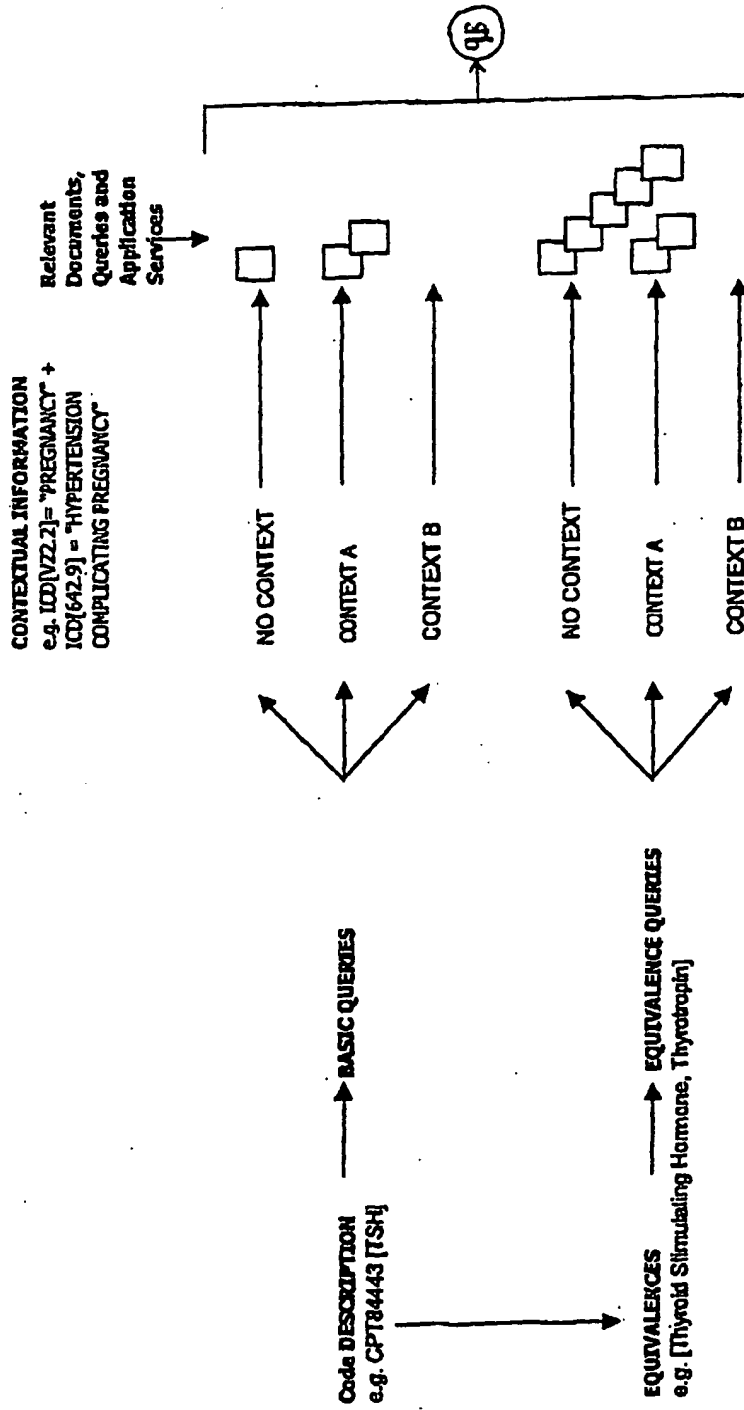 CONTEXTUAL INFORMATION
e.g. ICD[V22.2]= "PREGNANCY" +
ICD[642.9] = "HYPERTENSION
COMPLICATING PREGNANCY"
Relevant
Documents,
Queries and
Application
Services
Code DESCRIPTION
e.g. CPT84443 [TSH]
BASIC QUERIES
NO CONTEXT
CONTEXT A
CONTEXT B
EQUIVALENCES
EQUIVALENCE QUERIES
e.g. [Thyroid Stimulating Hormone, Thyrotropin]
NO CONTEXT
CONTEXT A
CONTEXT B